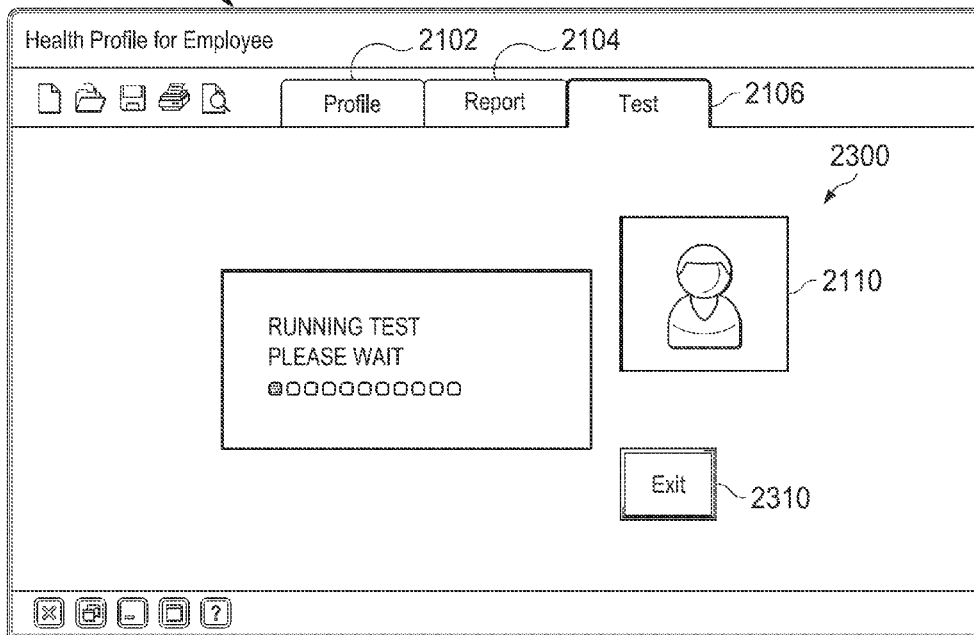 Health Profile for Employee
2102
2104
Profile
Report
Test
2106
2300
2110
RUNNING TEST
PLEASE WAIT
Exit
2310
?